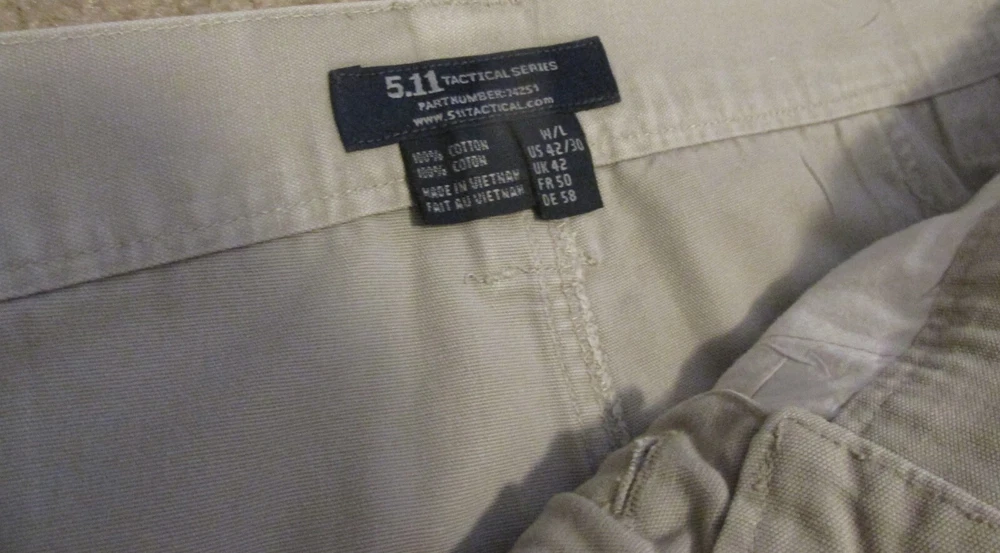 5.11 TACTICAL SERIES
PART NUMBER: 74251
www.511TACTICAL.com
100% COTTON
100% COTON
MADE IN VIETNAM
FAIT AU VIETNAM
W/L
US 42/30
UK 42
FR 50
DE 58